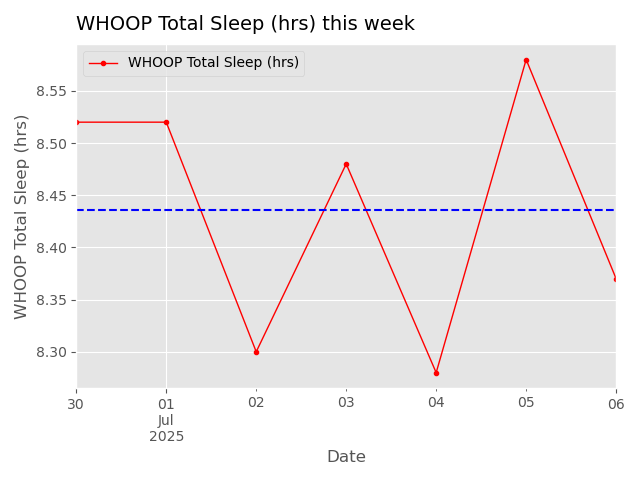 WHOOP Total Sleep (hrs) this week
WHOOP Total Sleep (hrs)
WHOOP Total Sleep (hrs)
8.55
8.50
8.45
8.40
8.35
8.30
30 01 02 03 04 05 06
Jul
2025
Date